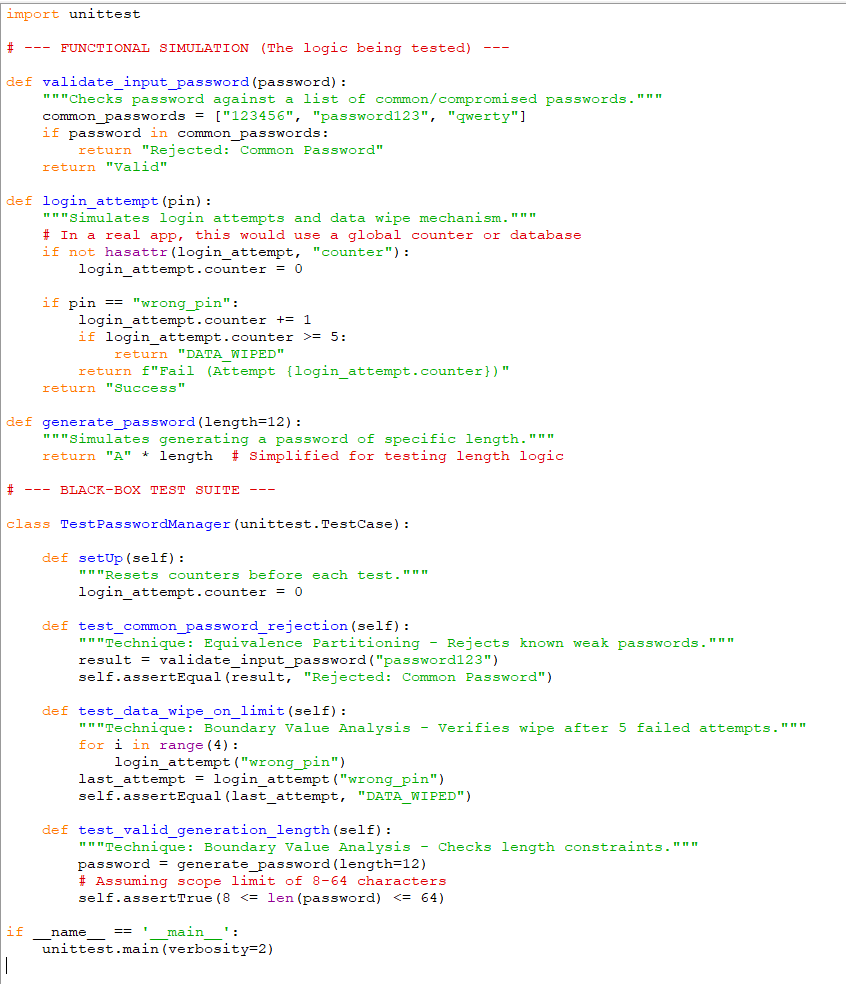 import unittest

# --- FUNCTIONAL SIMULATION (The logic being tested) ---

def validate_input_password(password):
    """Checks password against a list of common/compromised passwords."""
    common_passwords = ["123456", "password123", "qwerty"]
    if password in common_passwords:
        return "Rejected: Common Password"
    return "Valid"

def login_attempt(pin):
    """Simulates login attempts and data wipe mechanism."""
    # In a real app, this would use a global counter or database
    if not hasattr(login_attempt, "counter"):
        login_attempt.counter = 0

    if pin == "wrong_pin":
        login_attempt.counter += 1
        if login_attempt.counter >= 5:
            return "DATA_WIPED"
        return f"Fail (Attempt {login_attempt.counter})"
    return "Success"

def generate_password(length=12):
    """Simulates generating a password of specific length."""
    return "A" * length  # Simplified for testing length logic

# --- BLACK-BOX TEST SUITE ---

class TestPasswordManager(unittest.TestCase):

    def setUp(self):
        """Resets counters before each test."""
        login_attempt.counter = 0

    def test_common_password_rejection(self):
        """Technique: Equivalence Partitioning - Rejects known weak passwords."""
        result = validate_input_password("password123")
        self.assertEqual(result, "Rejected: Common Password")

    def test_data_wipe_on_limit(self):
        """Technique: Boundary Value Analysis - Verifies wipe after 5 failed attempts."""
        for i in range(4):
            login_attempt("wrong_pin")
        last_attempt = login_attempt("wrong_pin")
        self.assertEqual(last_attempt, "DATA_WIPED")

    def test_valid_generation_length(self):
        """Technique: Boundary Value Analysis - Checks length constraints."""
        password = generate_password(length=12)
        # Assuming scope limit of 8-64 characters
        self.assertTrue(8 <= len(password) <= 64)

if __name__ == '__main__':
    unittest.main(verbosity=2)